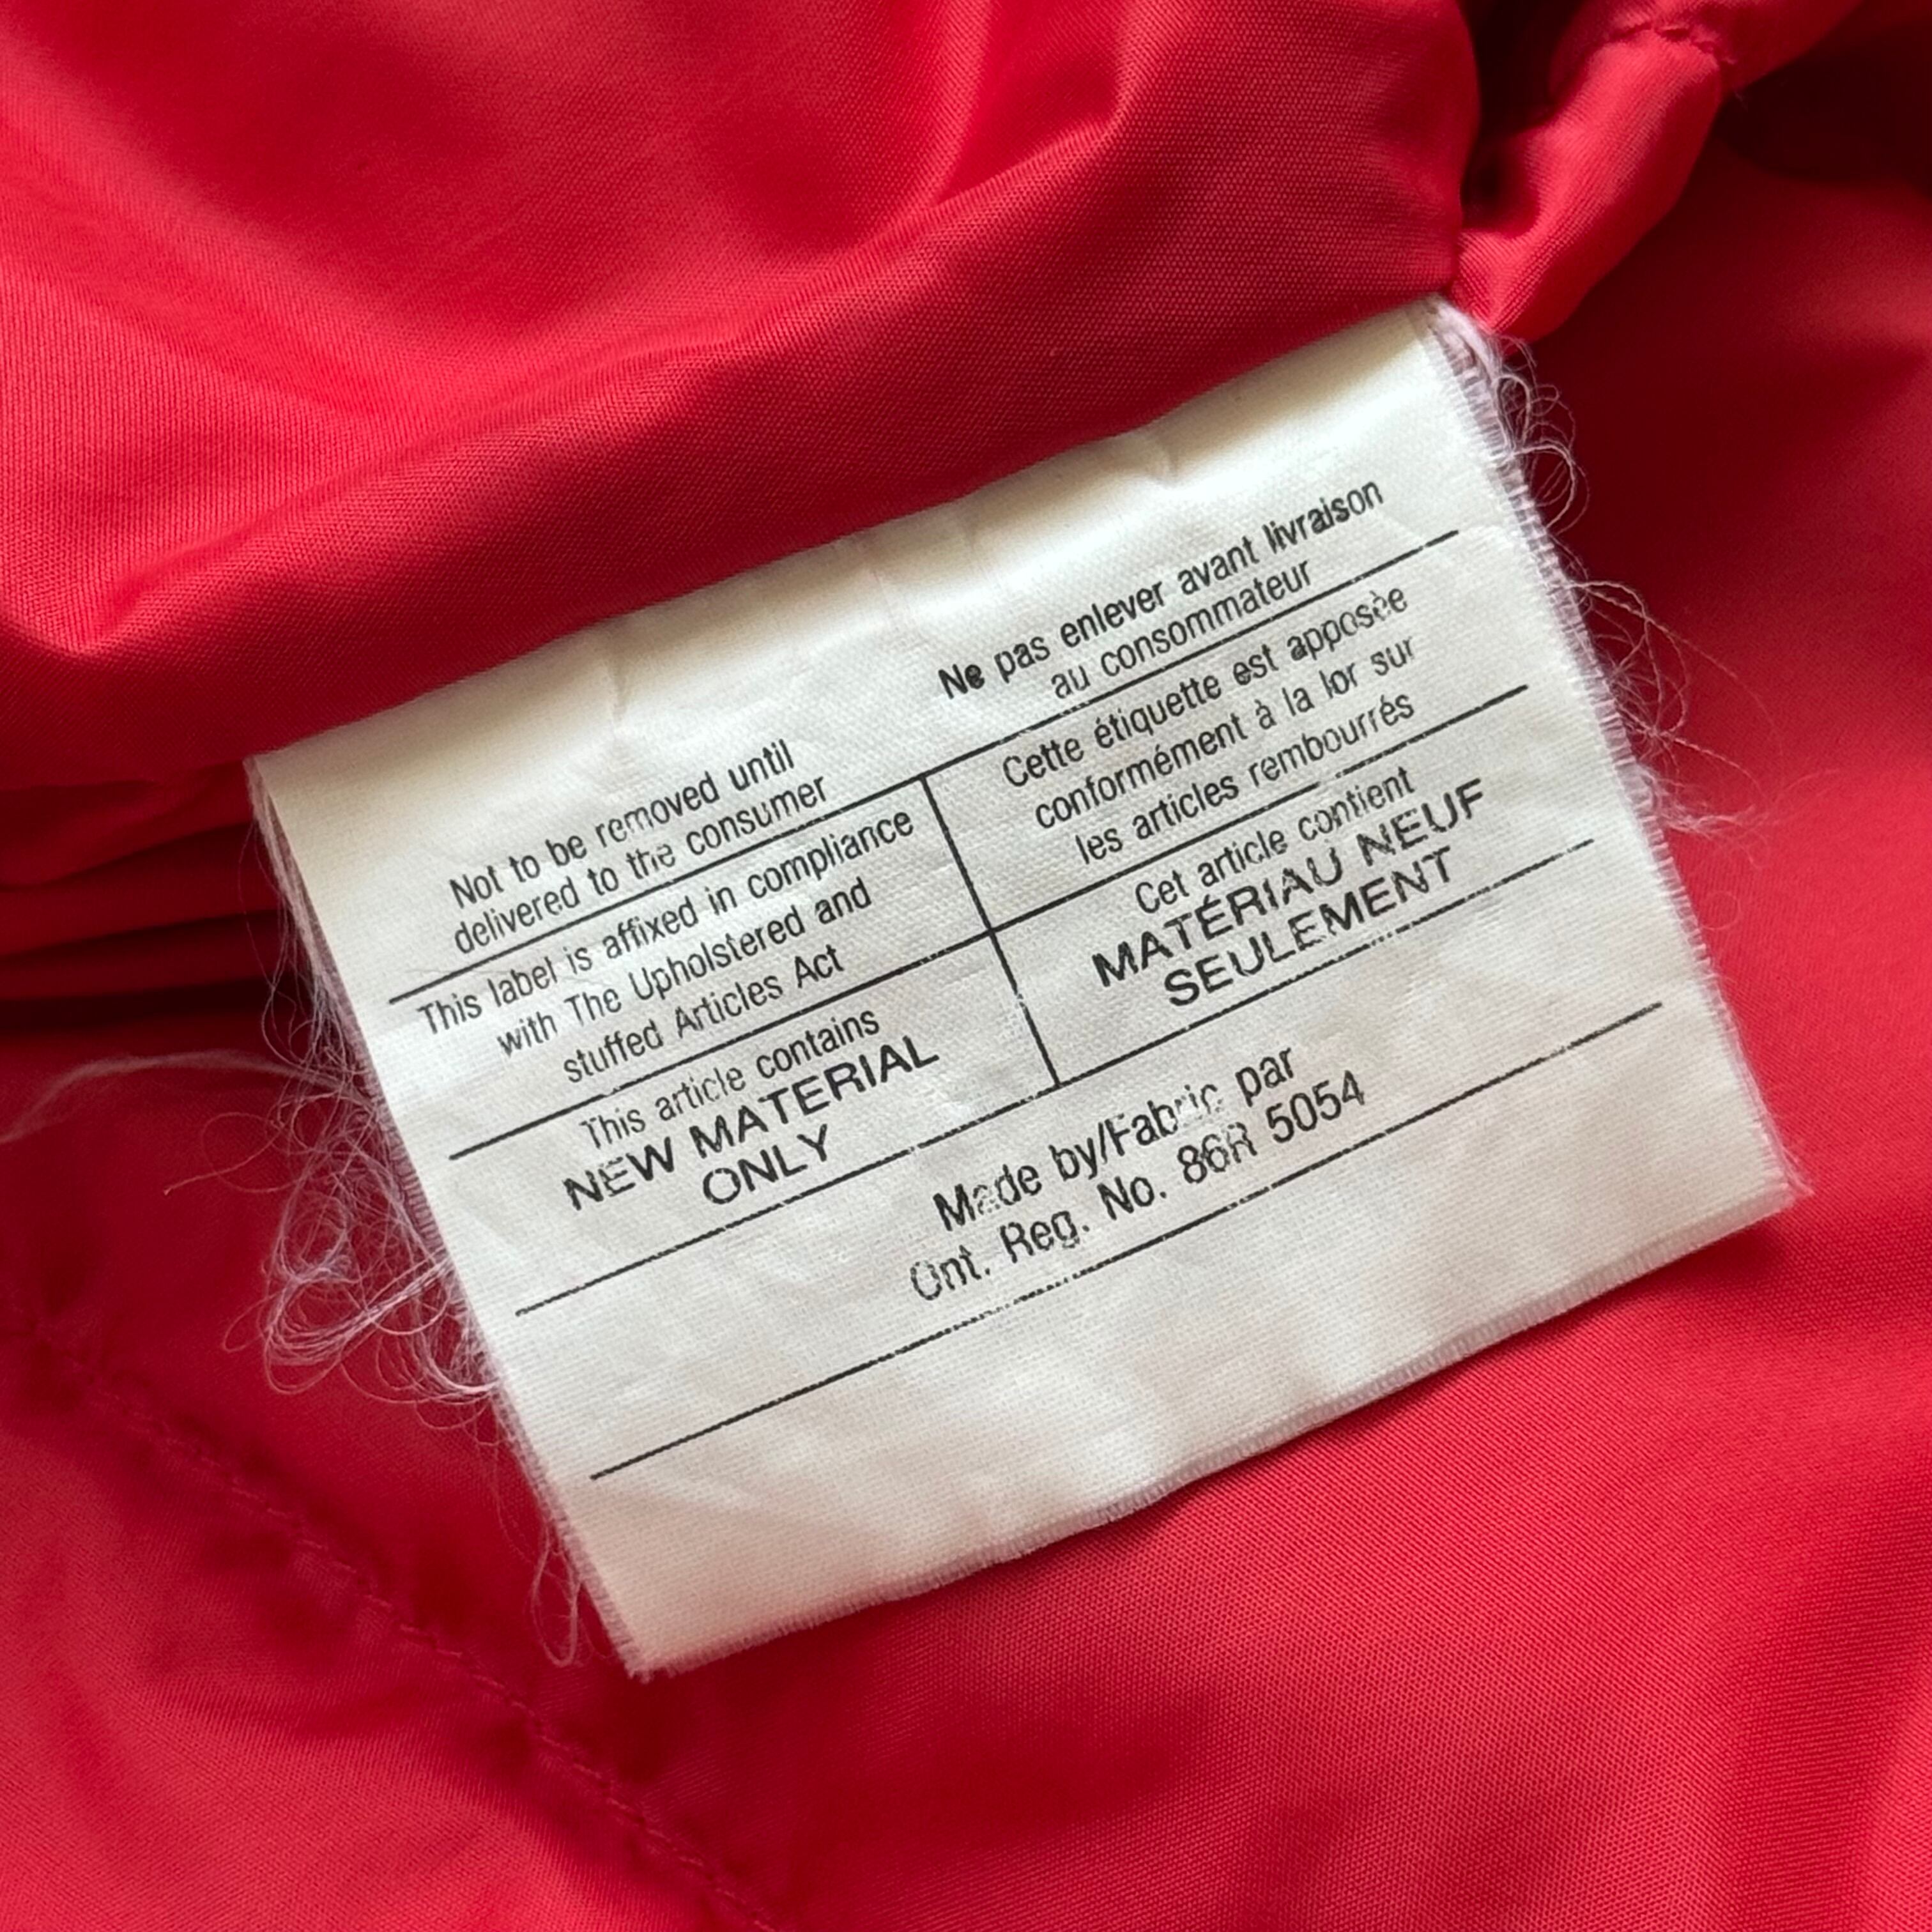 Not to be removed until
delivered to the consumer
Ne pas enlever avant livraison
au consommateur
This label is affixed in compliance
with The Upholstered and
stuffed Articles Act
Cette étiquette est apposèe
conformément à la lor sur
les articles rembourrés
This article contains
NEW MATERIAL
ONLY
Cet article contient
MATÉRIAU NEUF
SEULEMENT
Made by/Fabric par
Ont. Reg. No. 86R 5054